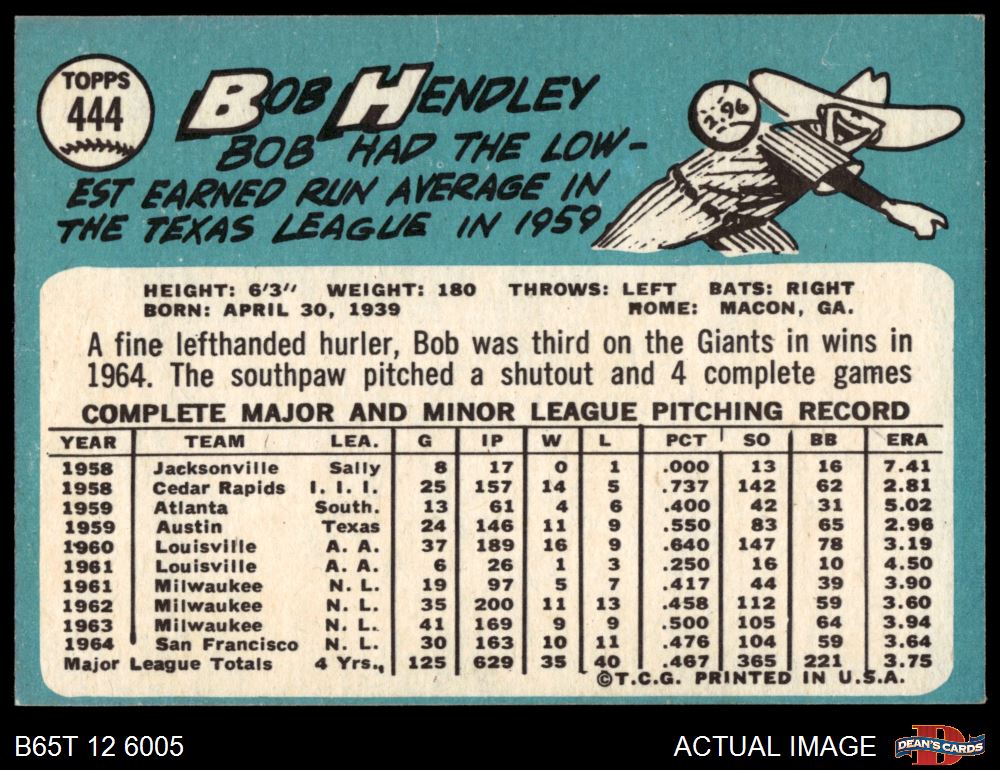 TOPPS
444
BOB HENDLEY
BOB HAD THE LOW-
EST EARNED RUN AVERAGE IN
THE TEXAS LEAGUE IN 1959
2.96
HEIGHT: 6'3" WEIGHT: 180 THROWS: LEFT BATS: RIGHT
BORN: APRIL 30, 1939 HOME: MACON, GA.
A fine lefthanded hurler, Bob was third on the Giants in wins in
1964. The southpaw pitched a shutout and 4 complete games
COMPLETE MAJOR AND MINOR LEAGUE PITCHING RECORD
YEAR TEAM LEA. G IP W L PCT SO BB ERA
1958 Jacksonville Sally 8 17 0 1 .000 13 16 7.41
1958 Cedar Rapids I. I. I. 25 157 14 5 .737 142 62 2.81
1959 Atlanta South. 13 61 4 6 .400 42 31 5.02
1959 Austin Texas 24 146 11 9 .550 83 65 2.96
1960 Louisville A. A. 37 189 16 9 .640 147 78 3.19
1961 Louisville A. A. 6 26 1 3 .250 16 10 4.50
1961 Milwaukee N. L. 19 97 5 7 .417 44 39 3.90
1962 Milwaukee N. L. 35 200 11 13 .458 112 59 3.60
1963 Milwaukee N. L. 41 169 9 9 .500 105 64 3.94
1964 San Francisco N. L. 30 163 10 11 .476 104 59 3.64
Major League Totals 4 Yrs. 125 629 35 40 .467 365 221 3.75
©T.C.G. PRINTED IN U.S.A.
B65T 12 6005 ACTUAL IMAGE
D
DEAN'S CARDS